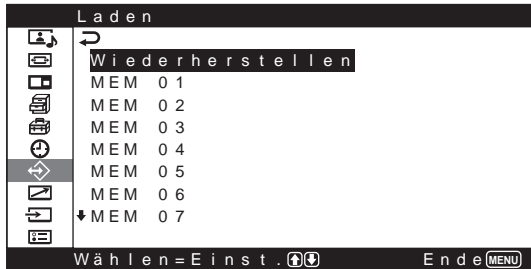 Laden
Wiederherstellen
MEM 01
MEM 02
MEM 03
MEM 04
MEM 05
MEM 06
MEM 07
Wählen=Einst. Ende MENU